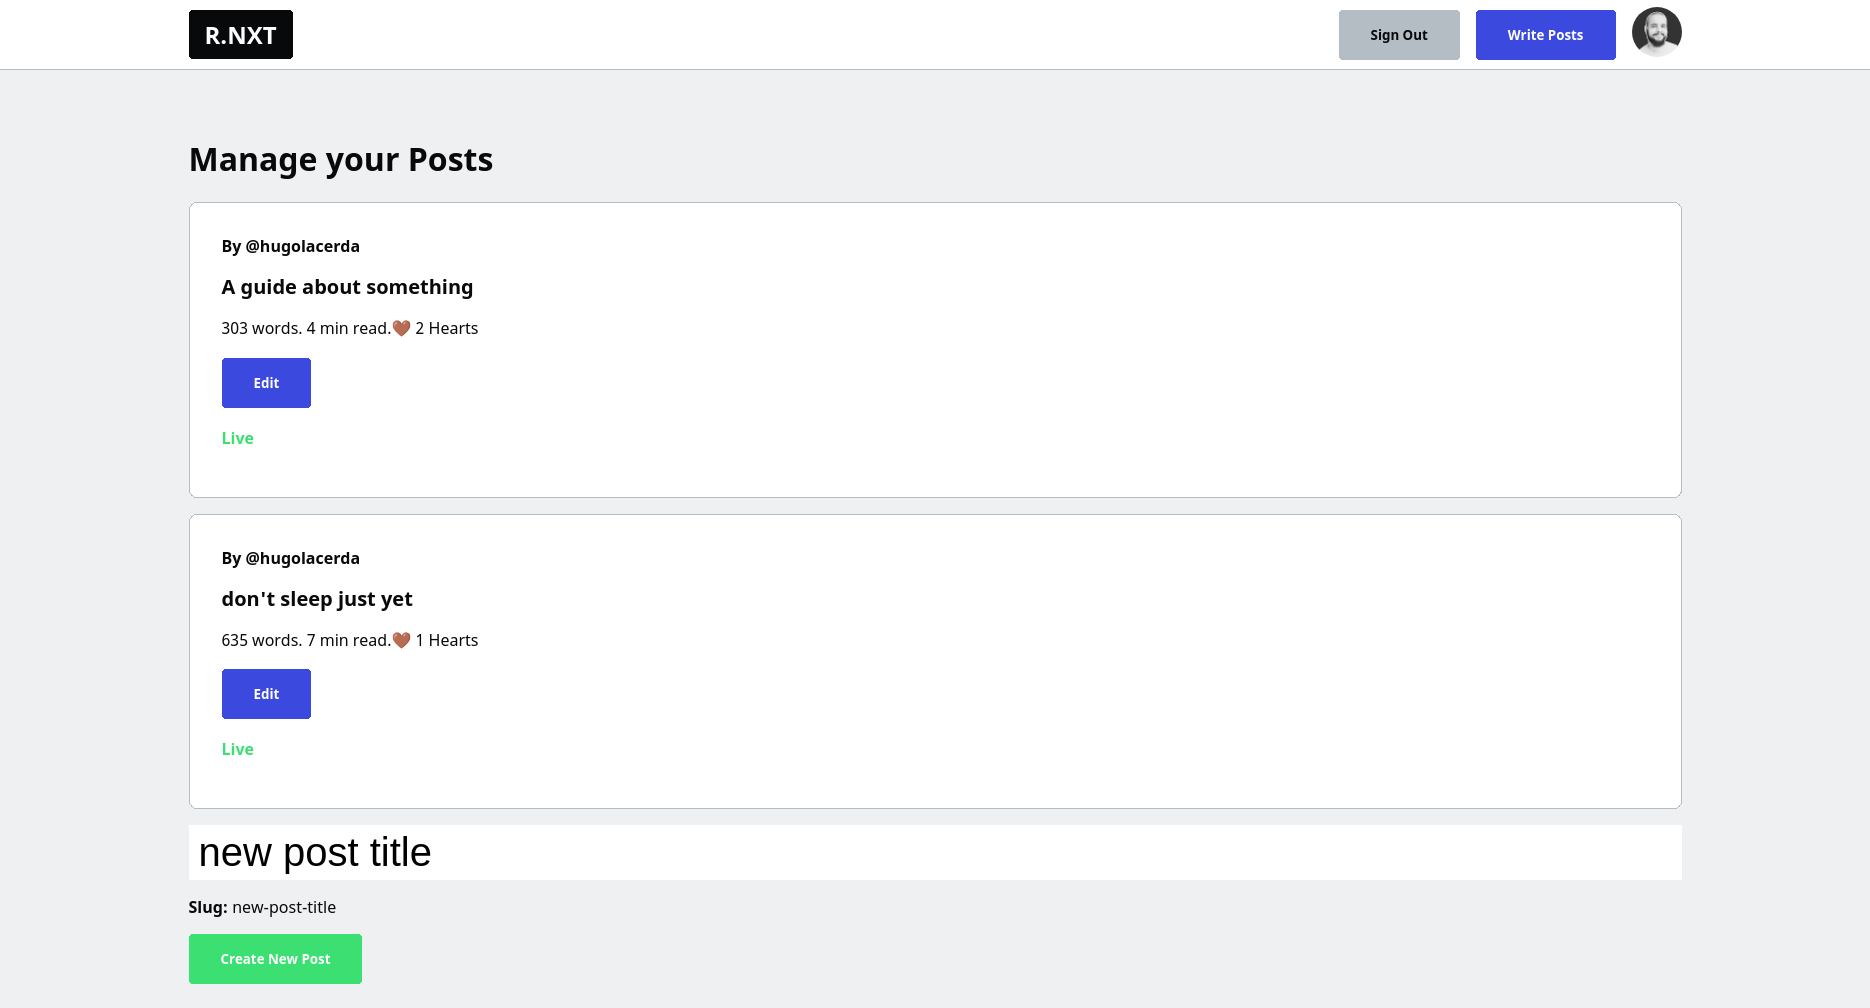 R.NXT
Sign Out
Write Posts
Manage your Posts
By @hugolacerda
A guide about something
303 words. 4 min read.🤎 2 Hearts
Edit
Live
By @hugolacerda
don't sleep just yet
635 words. 7 min read.🤎 1 Hearts
Edit
Live
new post title
Slug: new-post-title
Create New Post